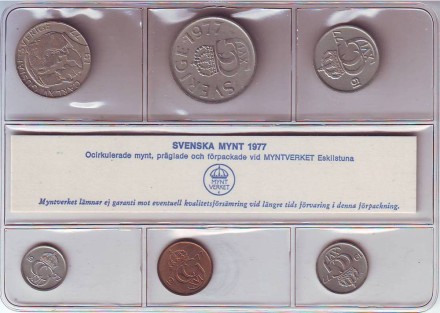 SVERIGE 1977
SVENSKA MYNT 1977
Ocirkulerade mynt, präglade och förpackade vid MYNTVERKET Eskilstuna
MYNT
VERKET
Myntverket lämnar ej garanti mot eventuell kvalitetsförsämring vid längre tids förvaring i denna förpackning.